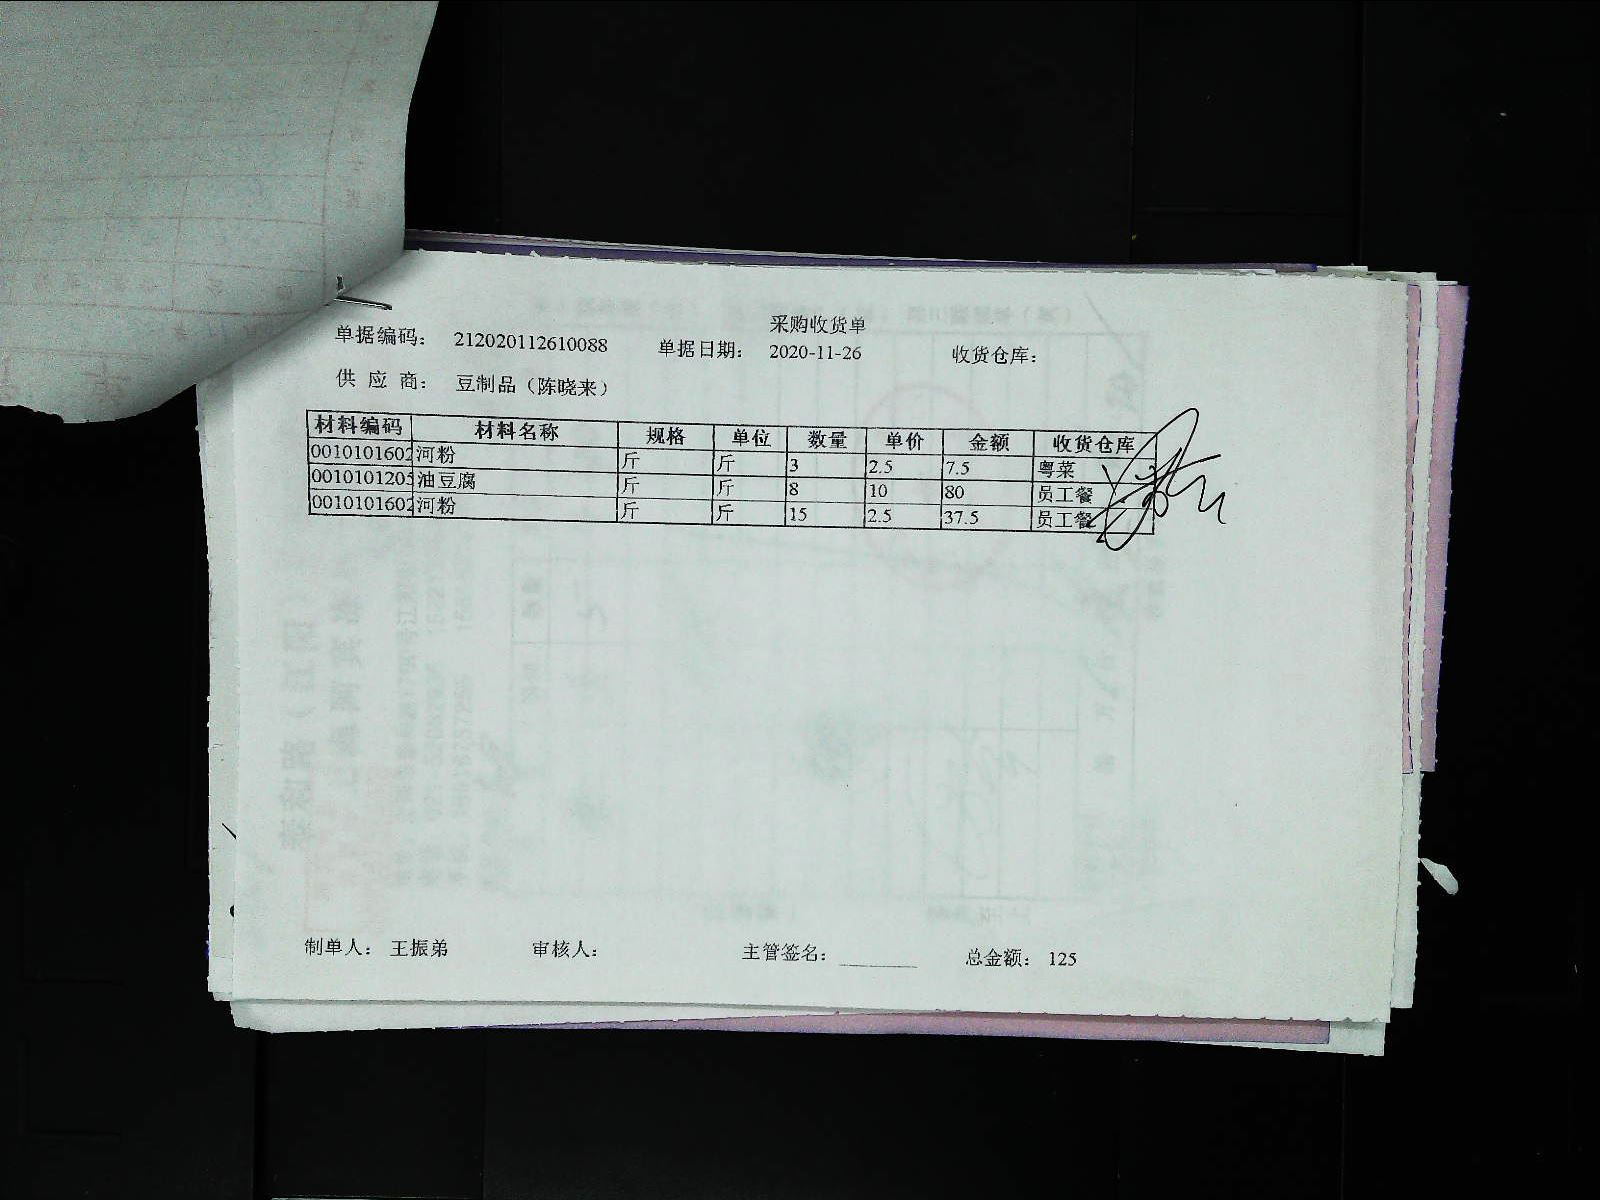 采购收货单
单据编码: 212020112610088 单据日期: 2020-11-26 收货仓库:
供应商: 豆制品（陈晓来）
材料编码 材料名称 规格 单位 数量 单价 金额 收货仓库
0010101602 河粉 斤 斤 3 2.5 7.5 粤菜
0010101205 油豆腐 斤 斤 8 10 80 员工餐
0010101602 河粉 斤 斤 15 2.5 37.5 员工餐
制单人: 王振弟 审核人: 主管签名: 总金额: 125